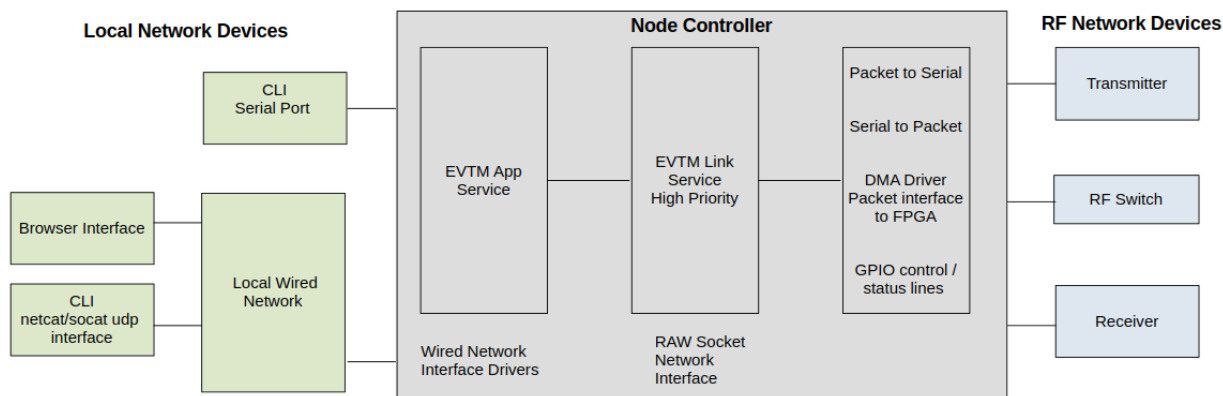 Local Network Devices
Node Controller
RF Network Devices
CLI
Serial Port
Browser Interface
CLI
netcat/socat udp
interface
Local Wired
Network
EVTM App
Service
EVTM Link
Service
High Priority
Packet to Serial
Serial to Packet
DMA Driver
Packet interface
to FPGA
GPIO control /
status lines
Wired Network
Interface Drivers
RAW Socket
Network
Interface
Transmitter
RF Switch
Receiver